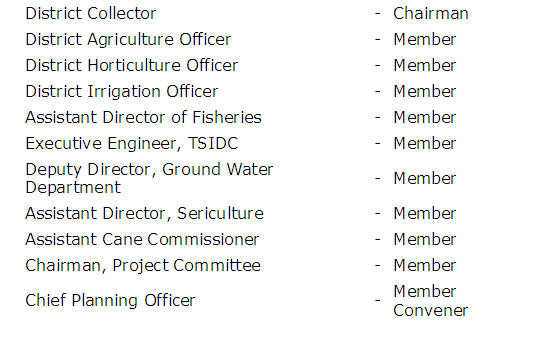 District Collector - Chairman
District Agriculture Officer - Member
District Horticulture Officer - Member
District Irrigation Officer - Member
Assistant Director of Fisheries - Member
Executive Engineer, TSIDC - Member
Deputy Director, Ground Water
Department - Member
Assistant Director, Sericulture - Member
Assistant Cane Commissioner - Member
Chairman, Project Committee - Member
Chief Planning Officer - Member
Convener